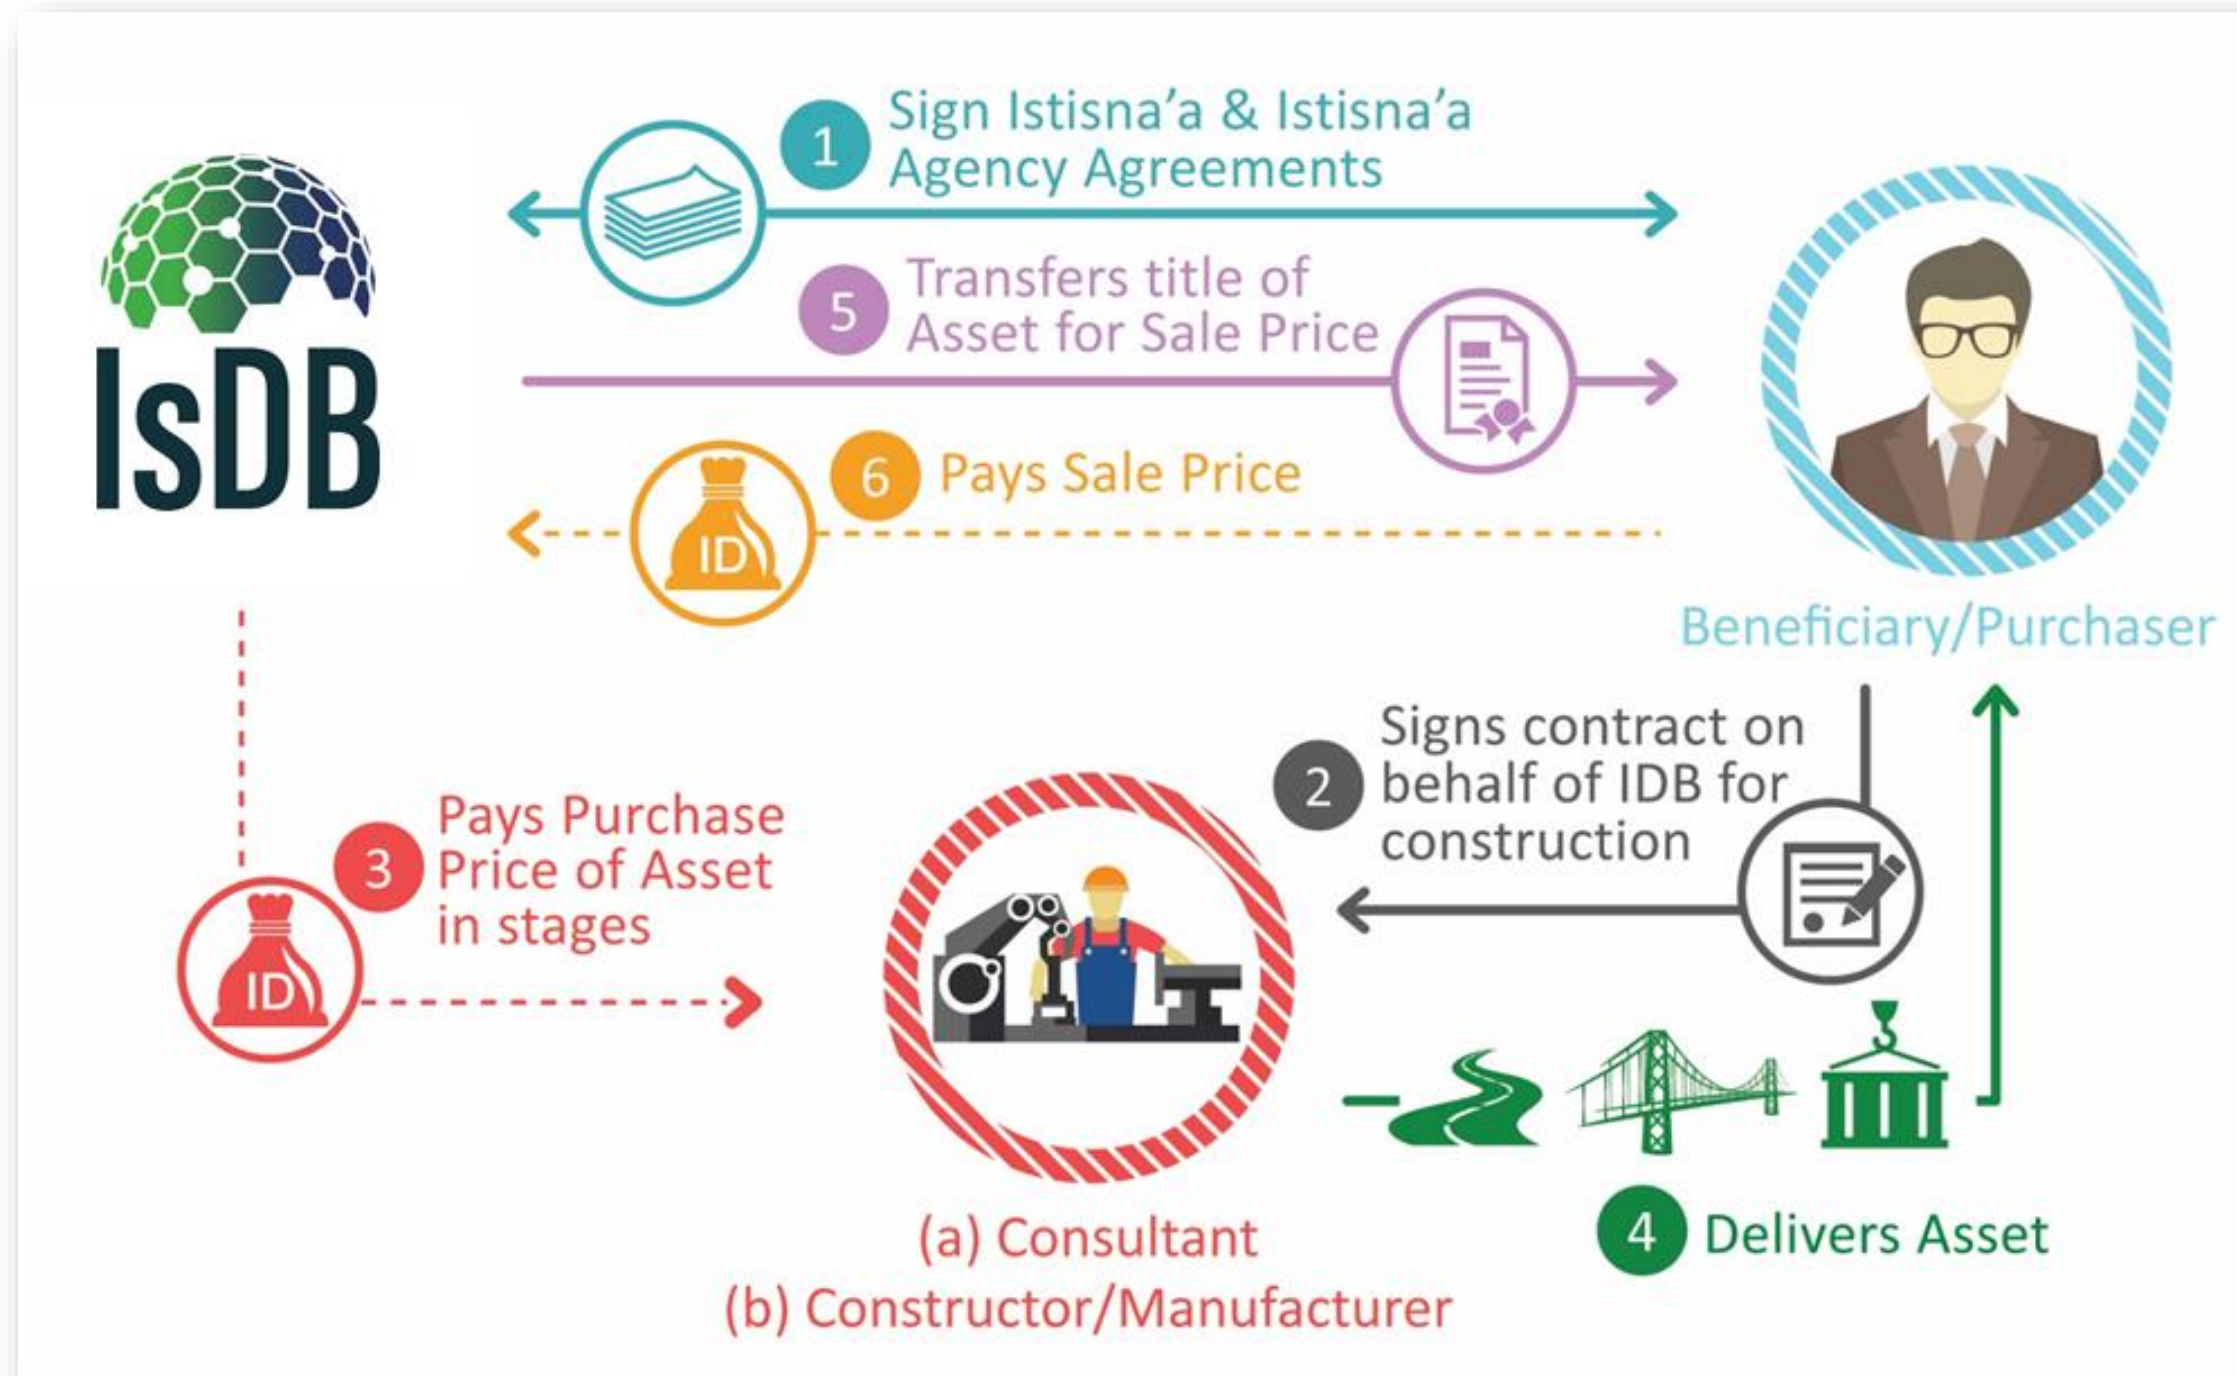 1
Sign Istisna’a & Istisna’a
Agency Agreements
IsDB
5
Transfers title of
Asset for Sale Price
6
Pays Sale Price
ID
Beneficiary/Purchaser
2
Signs contract on
behalf of IDB for
construction
3
Pays Purchase
Price of Asset
in stages
ID
4
Delivers Asset
(a) Consultant
(b) Constructor/Manufacturer